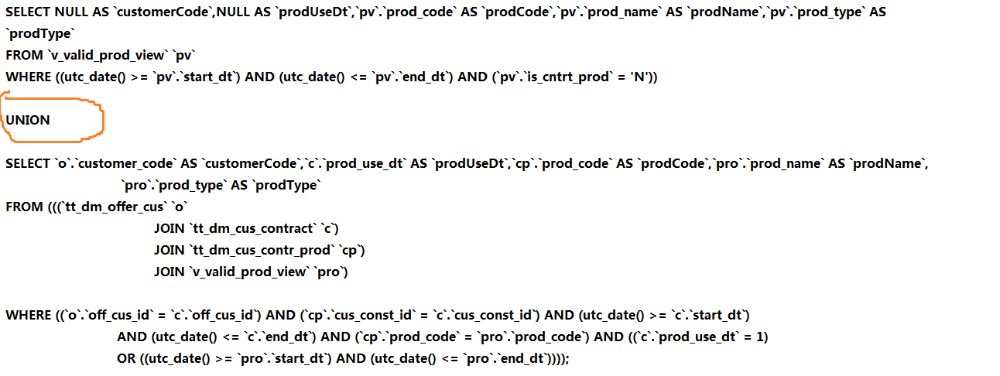 SELECT NULL AS `customerCode`,NULL AS `prodUseDt`,`pv`.`prod_code` AS `prodCode`,`pv`.`prod_name` AS `prodName`,`pv`.`prod_type` AS
`prodType`
FROM `v_valid_prod_view` `pv`
WHERE ((utc_date() >= `pv`.`start_dt`) AND (utc_date() <= `pv`.`end_dt`) AND (`pv`.`is_cntrt_prod` = 'N'))
UNION
SELECT `o`.`customer_code` AS `customerCode`,`c`.`prod_use_dt` AS `prodUseDt`,`cp`.`prod_code` AS `prodCode`,`pro`.`prod_name` AS `prodName`,
`pro`.`prod_type` AS `prodType`
FROM (((`tt_dm_offer_cus` `o`
JOIN `tt_dm_cus_contract` `c`)
JOIN `tt_dm_cus_contr_prod` `cp`)
JOIN `v_valid_prod_view` `pro`)
WHERE ((`o`.`off_cus_id` = `c`.`off_cus_id`) AND (`cp`.`cus_const_id` = `c`.`cus_const_id`) AND (utc_date() >= `c`.`start_dt`)
AND (utc_date() <= `c`.`end_dt`) AND (`cp`.`prod_code` = `pro`.`prod_code`) AND ((`c`.`prod_use_dt` = 1)
OR ((utc_date() >= `pro`.`start_dt`) AND (utc_date() <= `pro`.`end_dt`))));